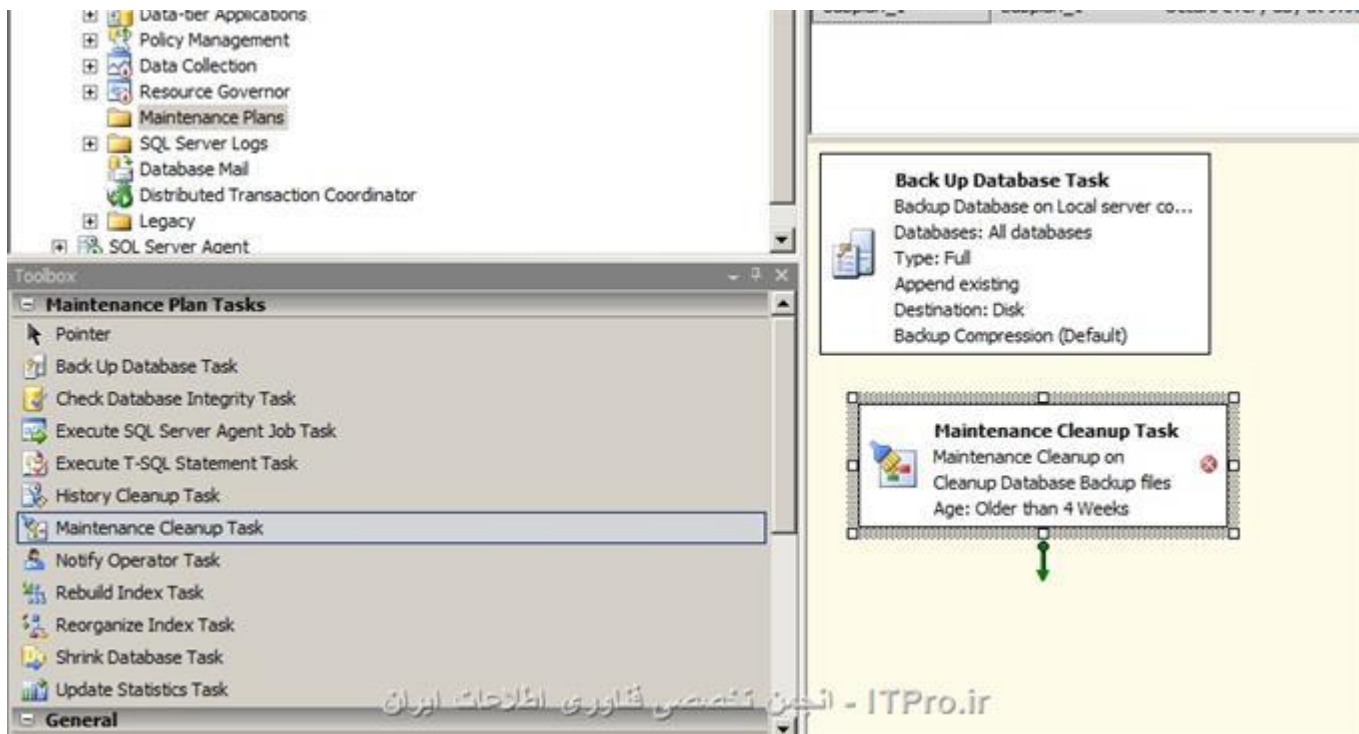 Data-tier Applications
Policy Management
Data Collection
Resource Governor
Maintenance Plans
SQL Server Logs
Database Mail
Distributed Transaction Coordinator
Legacy
SQL Server Agent
Toolbox
Maintenance Plan Tasks
Pointer
Back Up Database Task
Check Database Integrity Task
Execute SQL Server Agent Job Task
Execute T-SQL Statement Task
History Cleanup Task
Maintenance Cleanup Task
Notify Operator Task
Rebuild Index Task
Reorganize Index Task
Shrink Database Task
Update Statistics Task
General
Back Up Database Task
Backup Database on Local server co...
Databases: All databases
Type: Full
Append existing
Destination: Disk
Backup Compression (Default)
Maintenance Cleanup Task
Maintenance Cleanup on
Cleanup Database Backup files
Age: Older than 4 Weeks
انجمن تخصصی فناوری اطلاعات ایران - ITPro.ir